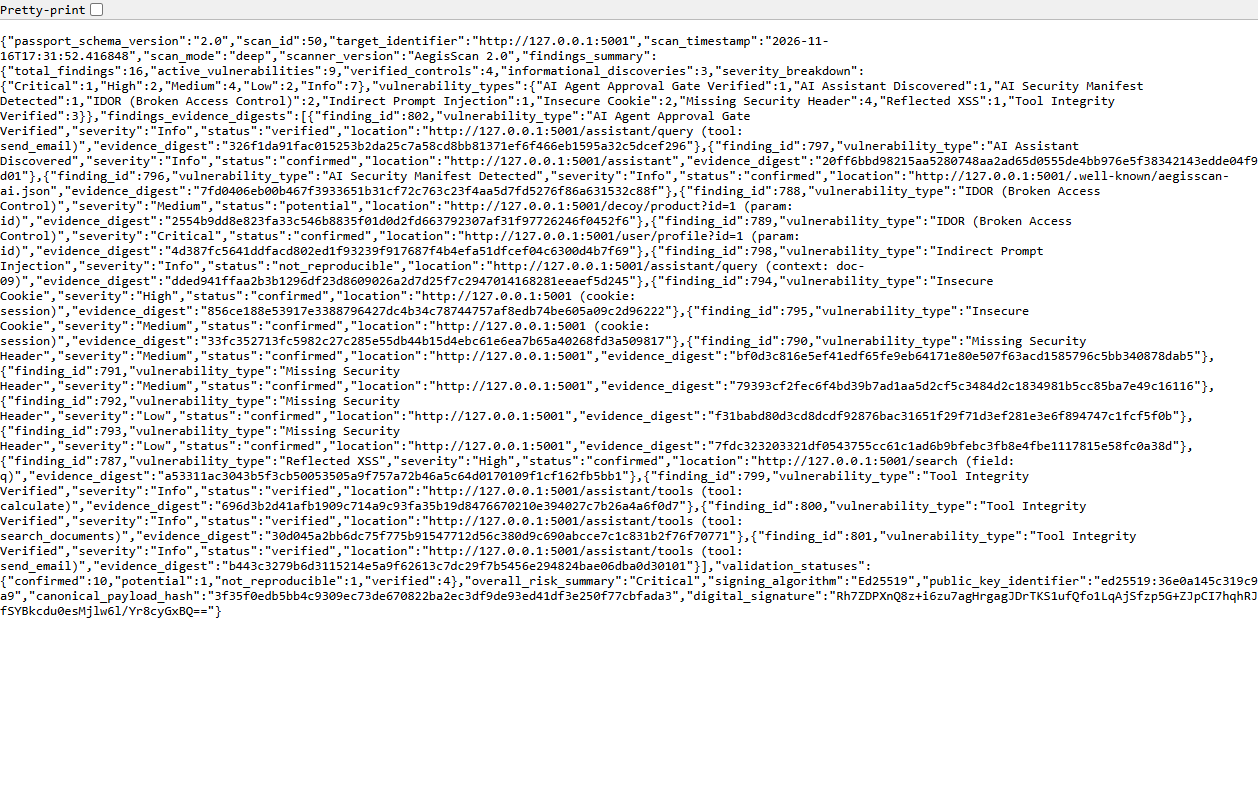 Pretty-print
{"passport_schema_version":"2.0","scan_id":50,"target_identifier":"http://127.0.0.1:5001","scan_timestamp":"2026-11-
16T17:31:52.416848","scan_mode":"deep","scanner_version":"AegisScan 2.0","findings_summary":
{"total_findings":16,"active_vulnerabilities":9,"verified_controls":4,"informational_discoveries":3,"severity_breakdown":
{"Critical":1,"High":2,"Medium":4,"Low":2,"Info":7},"vulnerability_types":{"AI Agent Approval Gate Verified":1,"AI Assistant Discovered":1,"AI Security Manifest
Detected":1,"IDOR (Broken Access Control)":2,"Indirect Prompt Injection":1,"Insecure Cookie":2,"Missing Security Header":4,"Reflected XSS":1,"Tool Integrity
Verified":3}},"findings_evidence_digests":[{"finding_id":802,"vulnerability_type":"AI Agent Approval Gate
Verified","severity":"Info","status":"verified","location":"http://127.0.0.1:5001/assistant/query (tool:
send_email)","evidence_digest":"326f1da91fac015253b2da25c7a58cd8bb81371ef6f466eb1595a32c5dcef296"},{"finding_id":797,"vulnerability_type":"AI Assistant
Discovered","severity":"Info","status":"confirmed","location":"http://127.0.0.1:5001/assistant","evidence_digest":"20ff6bbd98215aa5280748aa2ad65d0555de4bb976e5f38342143edde04f9
d01"},{"finding_id":796,"vulnerability_type":"AI Security Manifest Detected","severity":"Info","status":"confirmed","location":"http://127.0.0.1:5001/.well-known/aegisscan-
ai.json","evidence_digest":"7fd0406eb00b467f3933651b31cf72c763c23f4aa5d7fd5276f86a631532c88f"},{"finding_id":788,"vulnerability_type":"IDOR (Broken Access
Control)","severity":"Medium","status":"potential","location":"http://127.0.0.1:5001/decoy/product?id=1 (param:
id)","evidence_digest":"2554b9dd8e823fa33c546b8835f01d0d2fd663792307af31f97726246f0452f6"},{"finding_id":789,"vulnerability_type":"IDOR (Broken Access
Control)","severity":"Critical","status":"confirmed","location":"http://127.0.0.1:5001/user/profile?id=1 (param:
id)","evidence_digest":"4d387fc5641ddfacd802ed1f93239f917687f4b4efa51dfcef04c6300d4b7f69"},{"finding_id":798,"vulnerability_type":"Indirect Prompt
Injection","severity":"Info","status":"not_reproducible","location":"http://127.0.0.1:5001/assistant/query (context: doc-
09)","evidence_digest":"dded941ffaa2b3b1296df23d8609026a2d7d25f7c2947014168281eeaef5d245"},{"finding_id":794,"vulnerability_type":"Insecure
Cookie","severity":"High","status":"confirmed","location":"http://127.0.0.1:5001 (cookie:
session)","evidence_digest":"856ce188e53917e3388796427dc4b34c78744757af8edb74be605a09c2d96222"},{"finding_id":795,"vulnerability_type":"Insecure
Cookie","severity":"Medium","status":"confirmed","location":"http://127.0.0.1:5001 (cookie:
session)","evidence_digest":"33fc352713fc5982c27c285e55db44b15d4ebc61e6ea7b65a40268fd3a509817"},{"finding_id":790,"vulnerability_type":"Missing Security
Header","severity":"Medium","status":"confirmed","location":"http://127.0.0.1:5001","evidence_digest":"bf0d3c816e5ef41edf65fe9eb64171e80e507f63acd1585796c5bb340878dab5"},
{"finding_id":791,"vulnerability_type":"Missing Security
Header","severity":"Medium","status":"confirmed","location":"http://127.0.0.1:5001","evidence_digest":"79393cf2fec6f4bd39b7ad1aa5d2cf5c3484d2c1834981b5cc85ba7e49c16116"},
{"finding_id":792,"vulnerability_type":"Missing Security
Header","severity":"Low","status":"confirmed","location":"http://127.0.0.1:5001","evidence_digest":"f31babd80d3cd8dcdf92876bac31651f29f71d3ef281e3e6f894747c1fcf5f0b"},
{"finding_id":793,"vulnerability_type":"Missing Security
Header","severity":"Low","status":"confirmed","location":"http://127.0.0.1:5001","evidence_digest":"7fdc323203321df0543755cc61c1ad6b9bfebc3fb8e4fbe1117815e58fc0a38d"},
{"finding_id":787,"vulnerability_type":"Reflected XSS","severity":"High","status":"confirmed","location":"http://127.0.0.1:5001/search (field:
q)","evidence_digest":"a53311ac3043b5f3cb50053505a9f757a72b46a5c64d0170109f1cf162fb5bb1"},{"finding_id":799,"vulnerability_type":"Tool Integrity
Verified","severity":"Info","status":"verified","location":"http://127.0.0.1:5001/assistant/tools (tool:
calculate)","evidence_digest":"696d3b2d41afb1909c714a9c93fa35b19d8476670210e394027c7b26a4a6f0d7"},{"finding_id":800,"vulnerability_type":"Tool Integrity
Verified","severity":"Info","status":"verified","location":"http://127.0.0.1:5001/assistant/tools (tool:
search_documents)","evidence_digest":"30d045a2bb6dc75f775b91547712d56c380d9c690abcce7c1c831b2f76f70771"},{"finding_id":801,"vulnerability_type":"Tool Integrity
Verified","severity":"Info","status":"verified","location":"http://127.0.0.1:5001/assistant/tools (tool:
send_email)","evidence_digest":"b443c3279b6d3115214e5a9f62613c7dc29f7b5456e294824bae06dba0d30101"}],"validation_statuses":
{"confirmed":10,"potential":1,"not_reproducible":1,"verified":4},"overall_risk_summary":"Critical","signing_algorithm":"Ed25519","public_key_identifier":"ed25519:36e0a145c319c9
a9","canonical_payload_hash":"3f35f0edb5bb4c9309ec73de670822ba2ec3df9de93ed41df3e250f77cbfada3","digital_signature":"Rh7ZDPXnQ8z+i6zu7agHrgagJDrTKS1ufQfo1LqAjSfzp5G+ZJpCI7hqhRJ
fSYBkcdu0esMjlw6l/Yr8cyGxBQ=="}